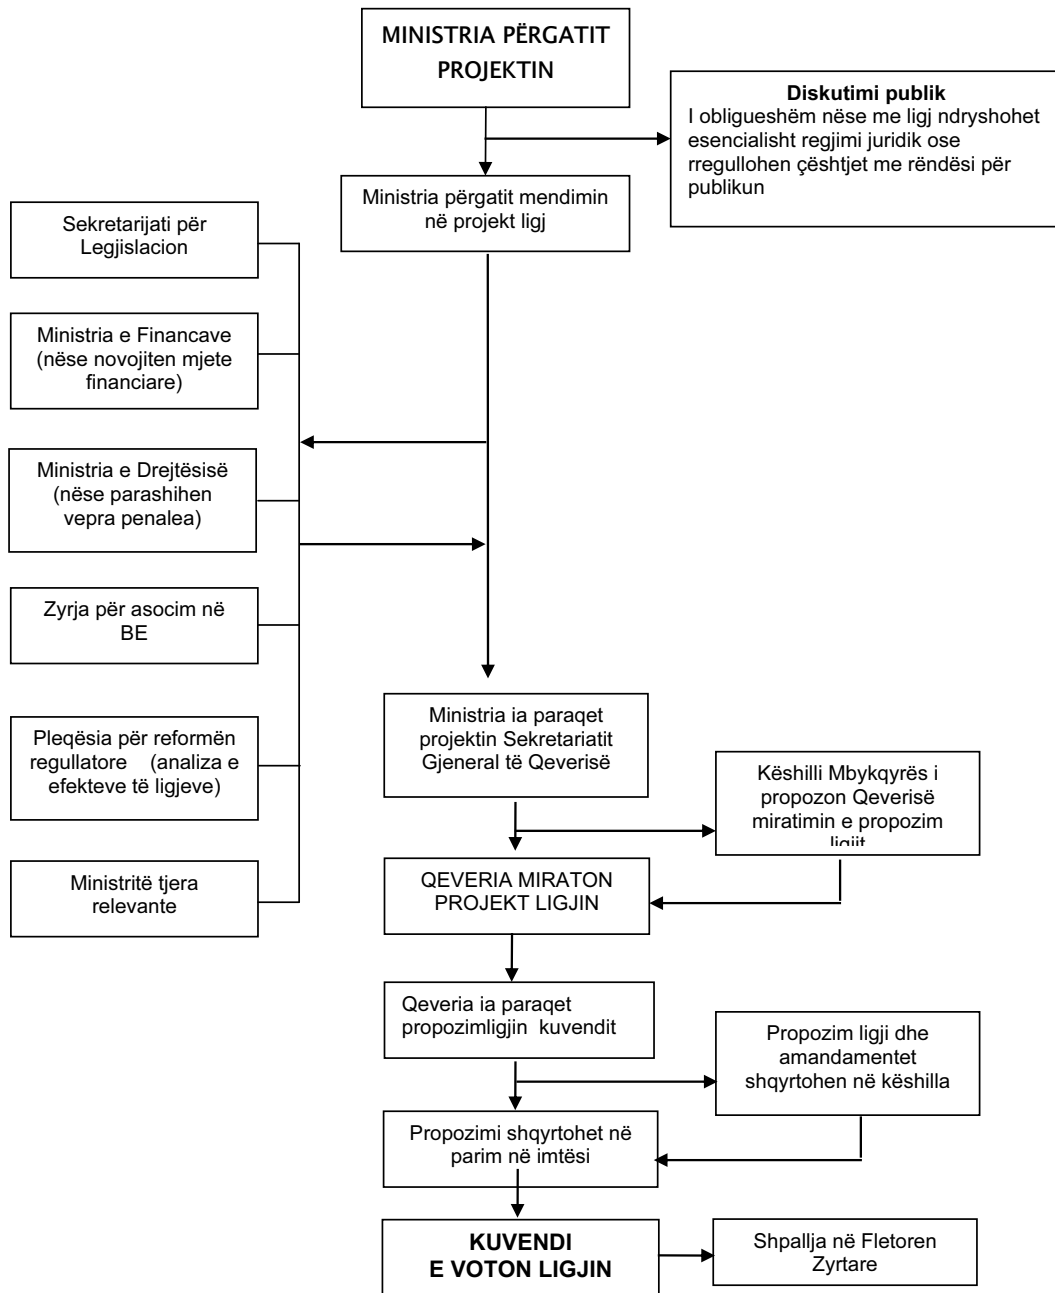 MINISTRIA PËRGATIT
PROJEKTIN
Diskutimi publik
I obligueshëm nëse me ligj ndryshohet
esencialisht regjimi juridik ose
rregullohen çështjet me rëndësi për
publikun
Ministria përgatit mendimin
në projekt ligj
Sekretarijati për
Legjislacion
Ministria e Financave
(nëse novojiten mjete
financiare)
Ministria e Drejtësisë
(nëse parashihen
vepra penalea)
Zyrja për asocim në
BE
Pleqësia për reformën
regullatore (analiza e
efekteve të ligjeve)
Ministritë tjera
relevante
Ministria ia paraqet
projektin Sekretariatit
Gjeneral të Qeverisë
Këshilli Mbykqyrës i
propozon Qeverisë
miratimin e propozim
ligjit
QEVERIA MIRATON
PROJEKT LIGJIN
Qeveria ia paraqet
propozimligjin kuvendit
Propozim ligji dhe
amandamentet
shqyrtohen në këshilla
Propozimi shqyrtohet në
parim në imtësi
KUVENDI
E VOTON LIGJIN
Shpallja në Fletoren
Zyrtare